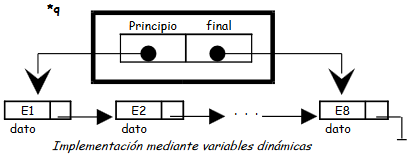 *q
Principio final
E1 E2 . . . E8
dato dato dato
Implementación mediante variables dinámicas